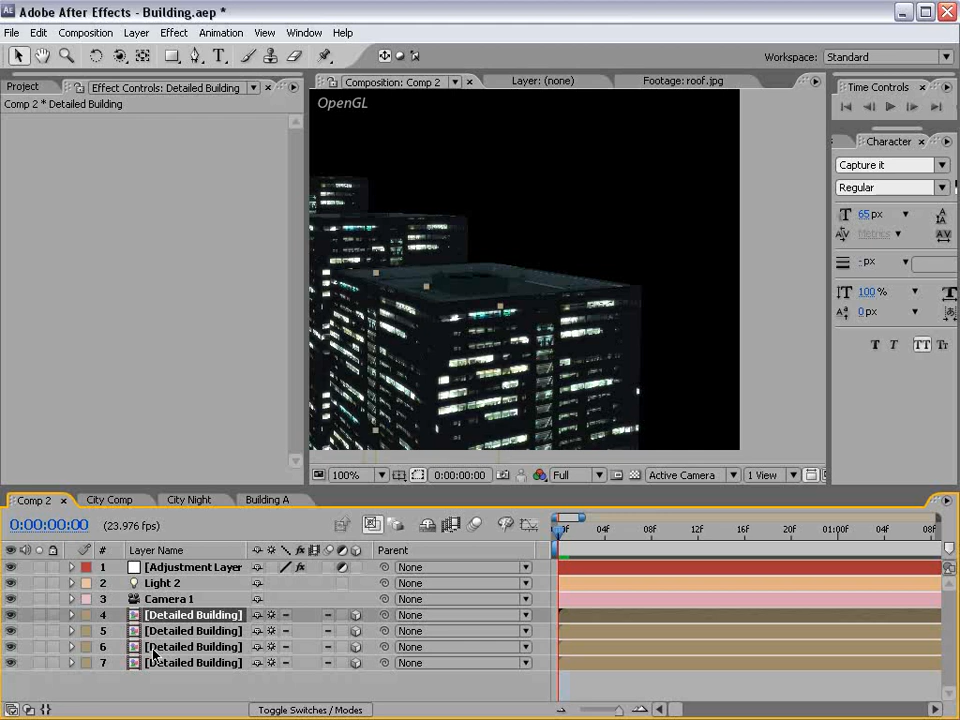 Adobe After Effects - Building.aep *
File Edit Composition Layer Effect Animation View Window Help
Workspace: Standard
Project Effect Controls: Detailed Building
Composition: Comp 2 Layer: (none) Footage: roof.jpg
Time Controls
Comp 2 * Detailed Building
OpenGL
Character
Capture it
Regular
65 px
Metrics
- px
100 %
0 px
T T TT Tr
100% 0:00:00:00 Full Active Camera 1 View
Comp 2 City Comp City Night Building A
0:00:00:00 (23.976 fps)
# Layer Name Parent
04F 08F 12F 16F 20F 01:00F 04F 08F
1 [Adjustment Layer None
2 Light 2 None
3 Camera 1 None
4 [Detailed Building] None
5 [Detailed Building] None
6 [Detailed Building] None
7 [Detailed Building] None
Toggle Switches / Modes